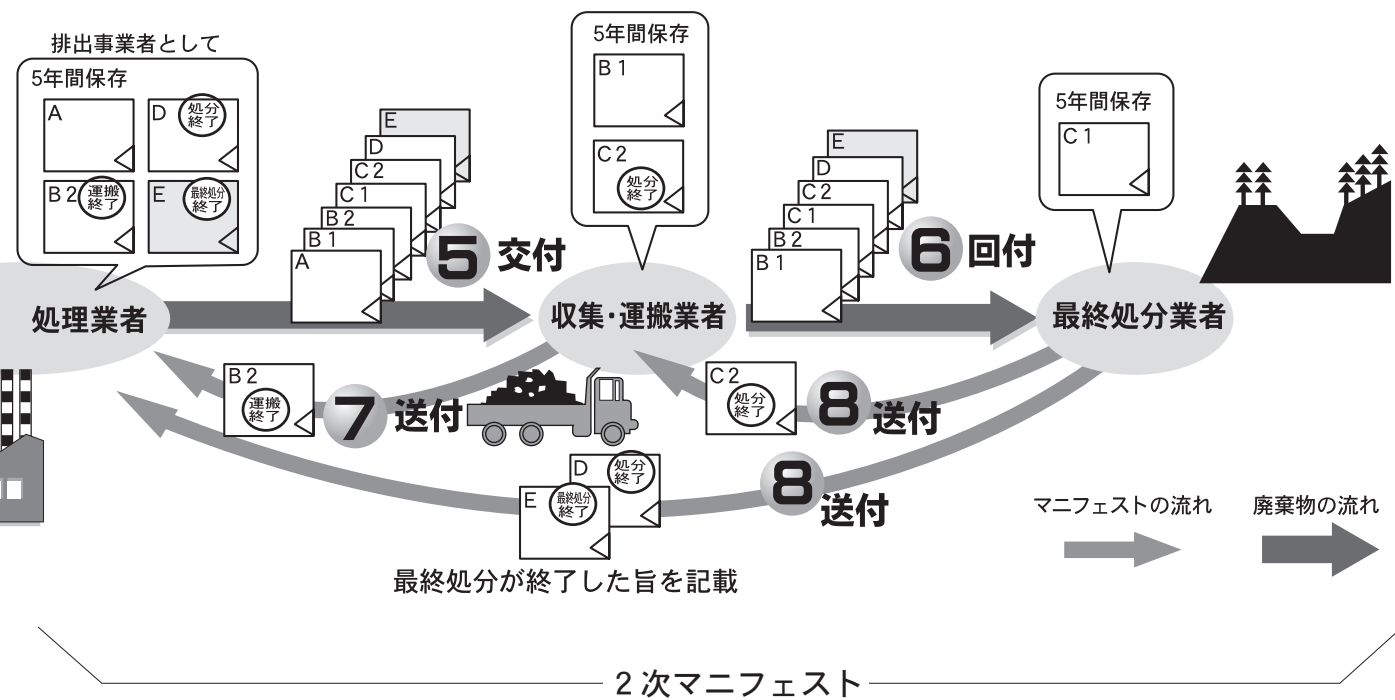 排出事業者として
5年間保存
A
D 処分終了
B2 運搬終了
E 最終処分終了
E
D
C2
C1
B2
B1
A
5 交付
5年間保存
B1
C2 処分終了
E
D
C2
C1
B2
B1
6 回付
5年間保存
C1
処理業者
収集・運搬業者
最終処分業者
B2 運搬終了
7 送付
C2 処分終了
8 送付
D 処分終了
E 最終処分終了
8 送付
最終処分が終了した旨を記載
マニフェストの流れ
廃棄物の流れ
2次マニフェスト